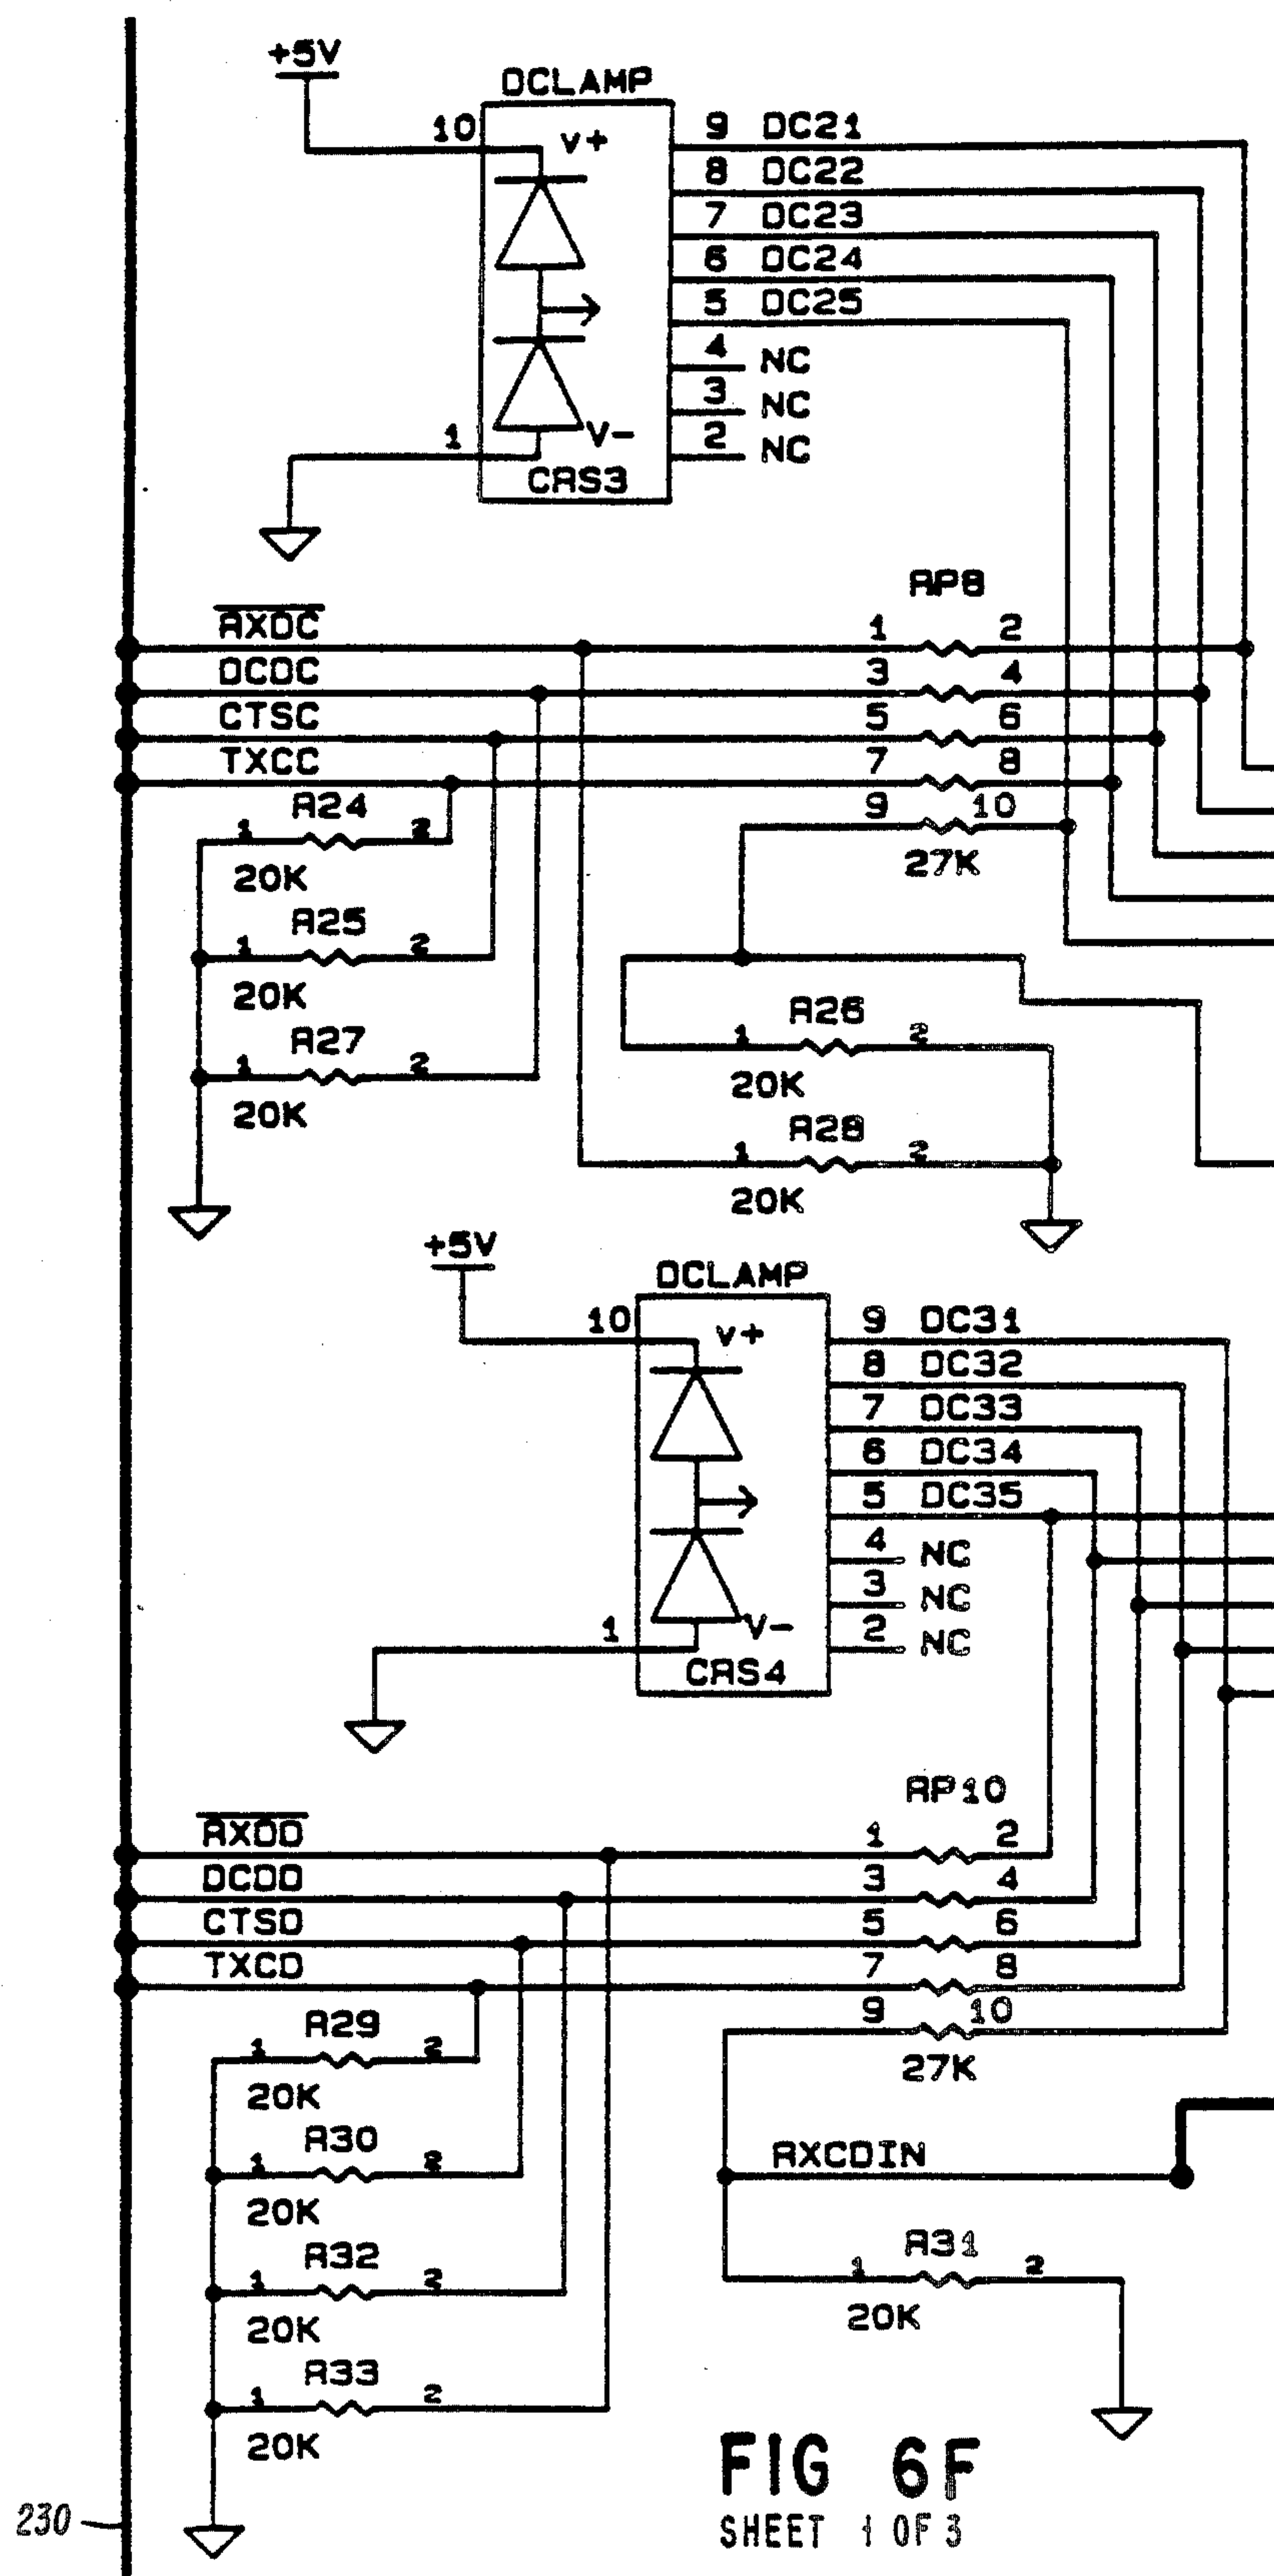 +5V
DCLAMP
10 V+ 9 DC21
8 DC22
7 DC23
6 DC24
5 DC25
4 NC
3 NC
1 V- 2 NC
CRS3
RP8
RXDC 1 2
DCDC 3 4
CTSC 5 6
TXCC 7 8
R24 9 10
1 2
20K 27K
R25
1 2
20K
R26
1 2
R27
1 2
20K
20K
R28
1 2
20K
+5V
DCLAMP
10 V+ 9 DC31
8 DC32
7 DC33
6 DC34
5 DC35
4 NC
3 NC
1 V- 2 NC
CRS4
RP10
RXDD 1 2
DCDD 3 4
CTSD 5 6
TXCD 7 8
R29 9 10
1 2
20K 27K
R30
1 2
RXCDIN
20K
R32 R31
1 2 1 2
20K 20K
R33
1 2
20K
FIG 6F
SHEET 1 OF 3
230